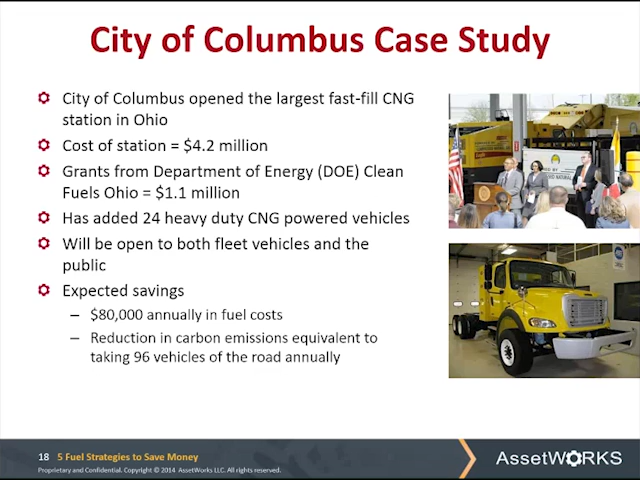 City of Columbus Case Study
City of Columbus opened the largest fast-fill CNG
station in Ohio
Cost of station = $4.2 million
Grants from Department of Energy (DOE) Clean
Fuels Ohio = $1.1 million
Has added 24 heavy duty CNG powered vehicles
Will be open to both fleet vehicles and the
public
Expected savings
– $80,000 annually in fuel costs
– Reduction in carbon emissions equivalent to
taking 96 vehicles of the road annually
18 5 Fuel Strategies to Save Money
Proprietary and Confidential. Copyright © 2014 AssetWorks LLC. All rights reserved.
AssetWORKS